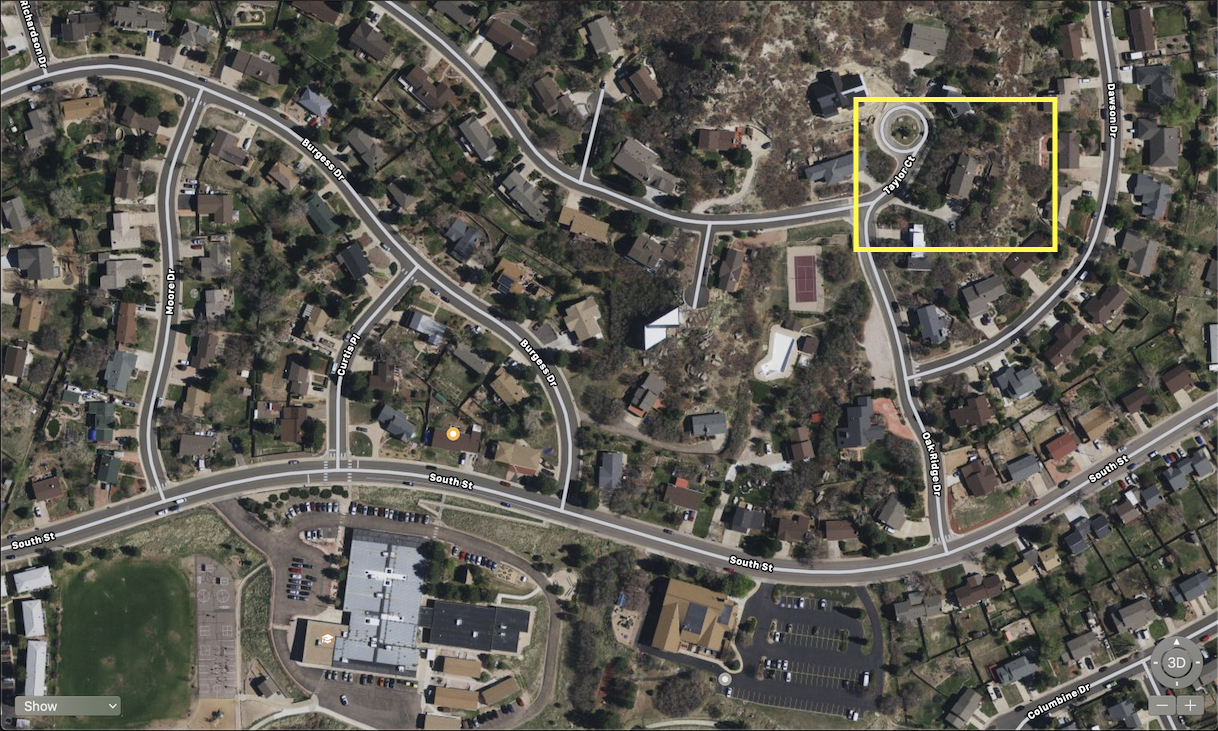 Richardson Dr
Burgess Dr
Dawson Dr
Taylor Ct
Moore Dr
Curtis Pl
Burgess Dr
South St
Oak Ridge Dr
South St
South St
South St
Columbine Dr
3D
Show